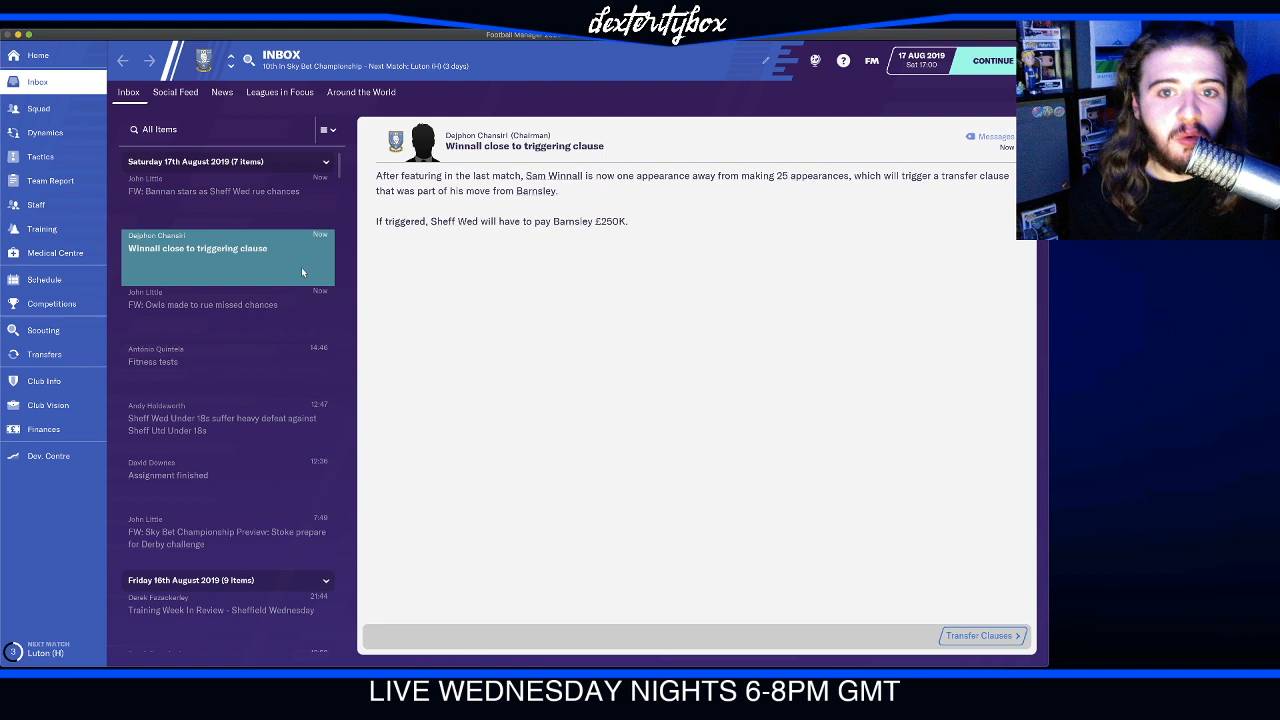 dexteritybox
Football Manager 20
Home
INBOX
10th in Sky Bet Championship - Next Match: Luton (H) (3 days)
?
FM
17 AUG 2019
Sat 17:00
CONTINUE
Inbox
Squad
Dynamics
Tactics
Team Report
Staff
Training
Medical Centre
Schedule
Competitions
Scouting
Transfers
Club Info
Club Vision
Finances
Dev. Centre
3
NEXT MATCH
Luton (H)
Inbox Social Feed News Leagues in Focus Around the World
All Items
Saturday 17th August 2019 (7 items)
John Little Now
FW: Bannan stars as Sheff Wed rue chances
Dejphon Chansiri Now
Winnall close to triggering clause
John Little Now
FW: Owls made to rue missed chances
António Quintela 14:46
Fitness tests
Andy Holdsworth 12:47
Sheff Wed Under 18s suffer heavy defeat against
Sheff Utd Under 18s
David Downes 12:36
Assignment finished
John Little 7:49
FW: Sky Bet Championship Preview: Stoke prepare
for Derby challenge
Friday 16th August 2019 (9 items)
Derek Fazackerley 21:44
Training Week In Review - Sheffield Wednesday
Dejphon Chansiri (Chairman)
Winnall close to triggering
Messages
Now
After featuring in the last match, Sam Winnall is now one appearance away from making 25 appearances, which will trigger a transfer clause
that was part of his move from Barnsley.
If triggered, Sheff Wed will have to pay Barnsley £250K.
Transfer Clauses >
LIVE WEDNESDAY NIGHTS 6-8PM GMT